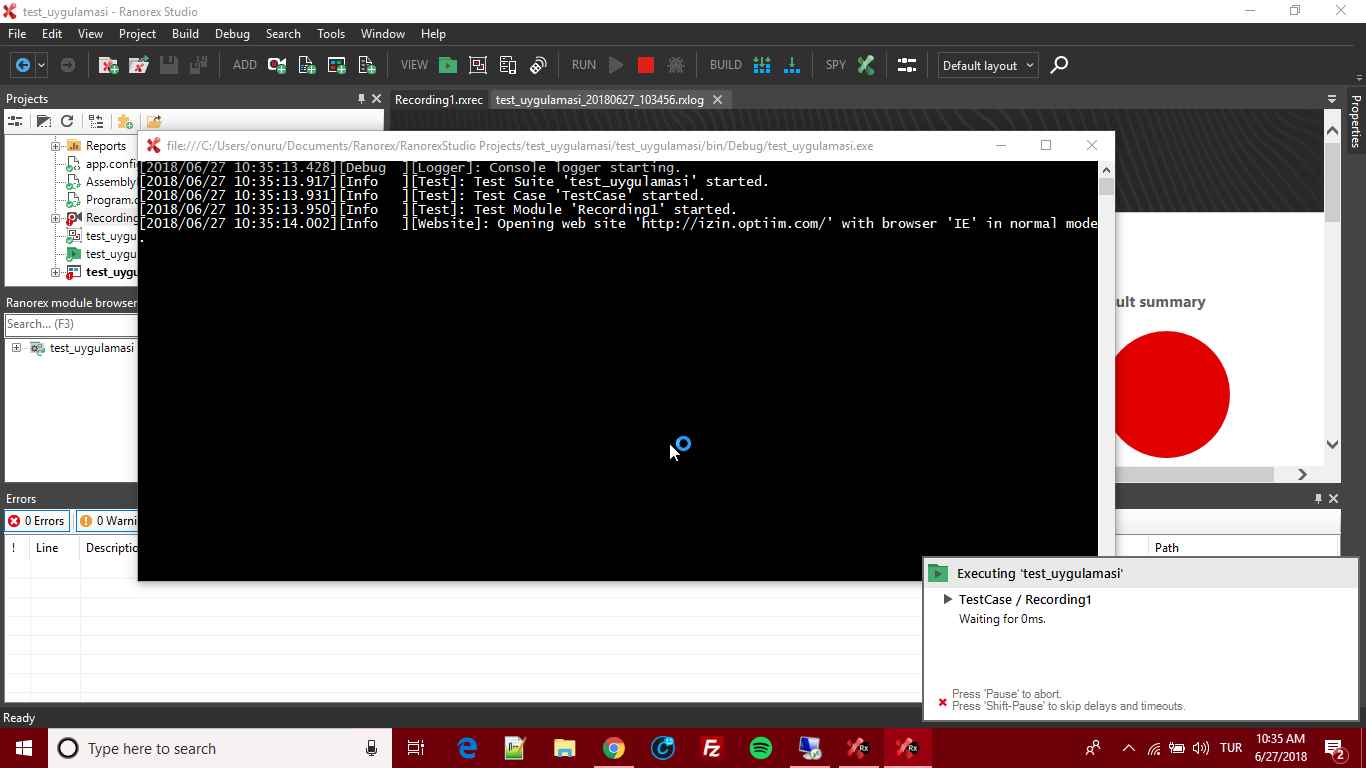 test_uygulamasi - Ranorex Studio
File Edit View Project Build Debug Search Tools Window Help
ADD VIEW RUN BUILD SPY Default layout
Projects
Recording1.rxrec test_uygulamasi_20180627_103456.rxlog
Properties
Reports
app.config
Assembly
Program.c
Recording
test_uygu
test_uygu
test_uygu
file:///C:/Users/onuru/Documents/Ranorex/RanorexStudio Projects/test_uygulamasi/test_uygulamasi/bin/Debug/test_uygulamasi.exe
[2018/06/27 10:35:13.428][Debug ][Logger]: Console logger starting.
[2018/06/27 10:35:13.917][Info ][Test]: Test Suite 'test_uygulamasi' started.
[2018/06/27 10:35:13.931][Info ][Test]: Test Case 'TestCase' started.
[2018/06/27 10:35:13.950][Info ][Test]: Test Module 'Recording1' started.
[2018/06/27 10:35:14.002][Info ][Website]: Opening web site 'http://izin.optiim.com/' with browser 'IE' in normal mode
.
Ranorex module browser
Search... (F3)
test_uygulamasi
ult summary
Errors
0 Errors 0 Warni
! Line Descriptio Path
Executing 'test_uygulamasi'
TestCase / Recording1
Waiting for 0ms.
Press 'Pause' to abort.
Press 'Shift-Pause' to skip delays and timeouts.
Ready
Type here to search
TUR
10:35 AM
6/27/2018
2